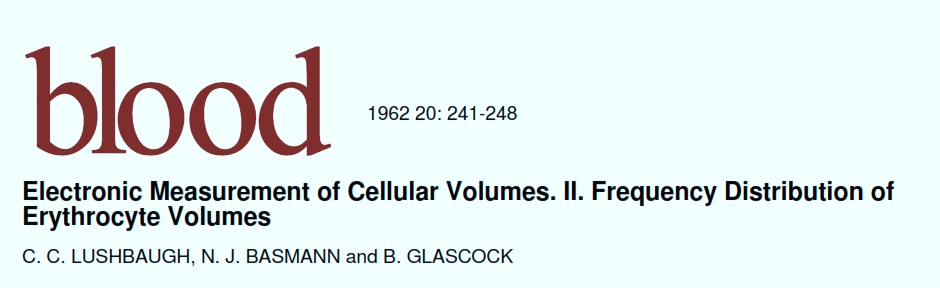 blood
1962 20: 241-248
Electronic Measurement of Cellular Volumes. II. Frequency Distribution of
Erythrocyte Volumes
C. C. LUSHBAUGH, N. J. BASMANN and B. GLASCOCK